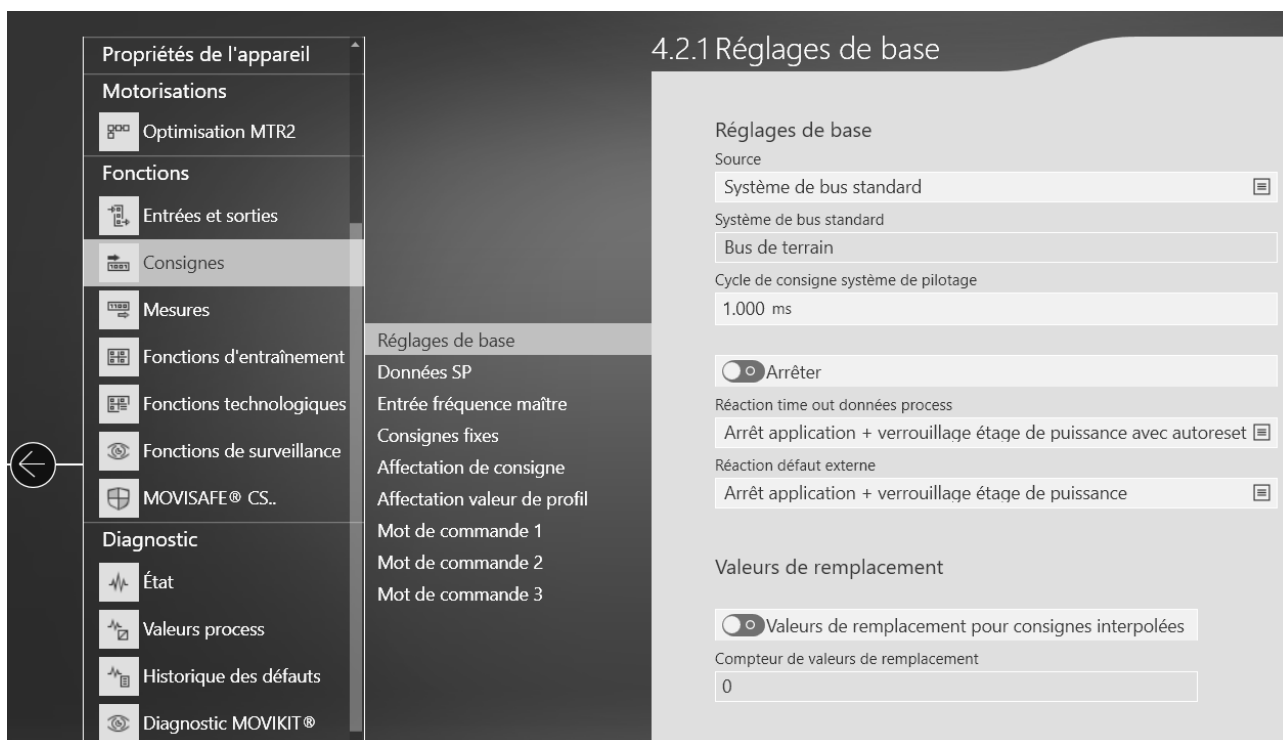 Propriétés de l'appareil
Motorisations
Optimisation MTR2
Fonctions
Entrées et sorties
Consignes
Mesures
Fonctions d'entraînement
Fonctions technologiques
Fonctions de surveillance
MOVISAFE® CS..
Diagnostic
État
Valeurs process
Historique des défauts
Diagnostic MOVIKIT®
Réglages de base
Données SP
Entrée fréquence maître
Consignes fixes
Affectation de consigne
Affectation valeur de profil
Mot de commande 1
Mot de commande 2
Mot de commande 3
4.2.1 Réglages de base
Réglages de base
Source
Système de bus standard
Système de bus standard
Bus de terrain
Cycle de consigne système de pilotage
1.000 ms
Arrêter
Réaction time out données process
Arrêt application + verrouillage étage de puissance avec autoreset
Réaction défaut externe
Arrêt application + verrouillage étage de puissance
Valeurs de remplacement
Valeurs de remplacement pour consignes interpolées
Compteur de valeurs de remplacement
0